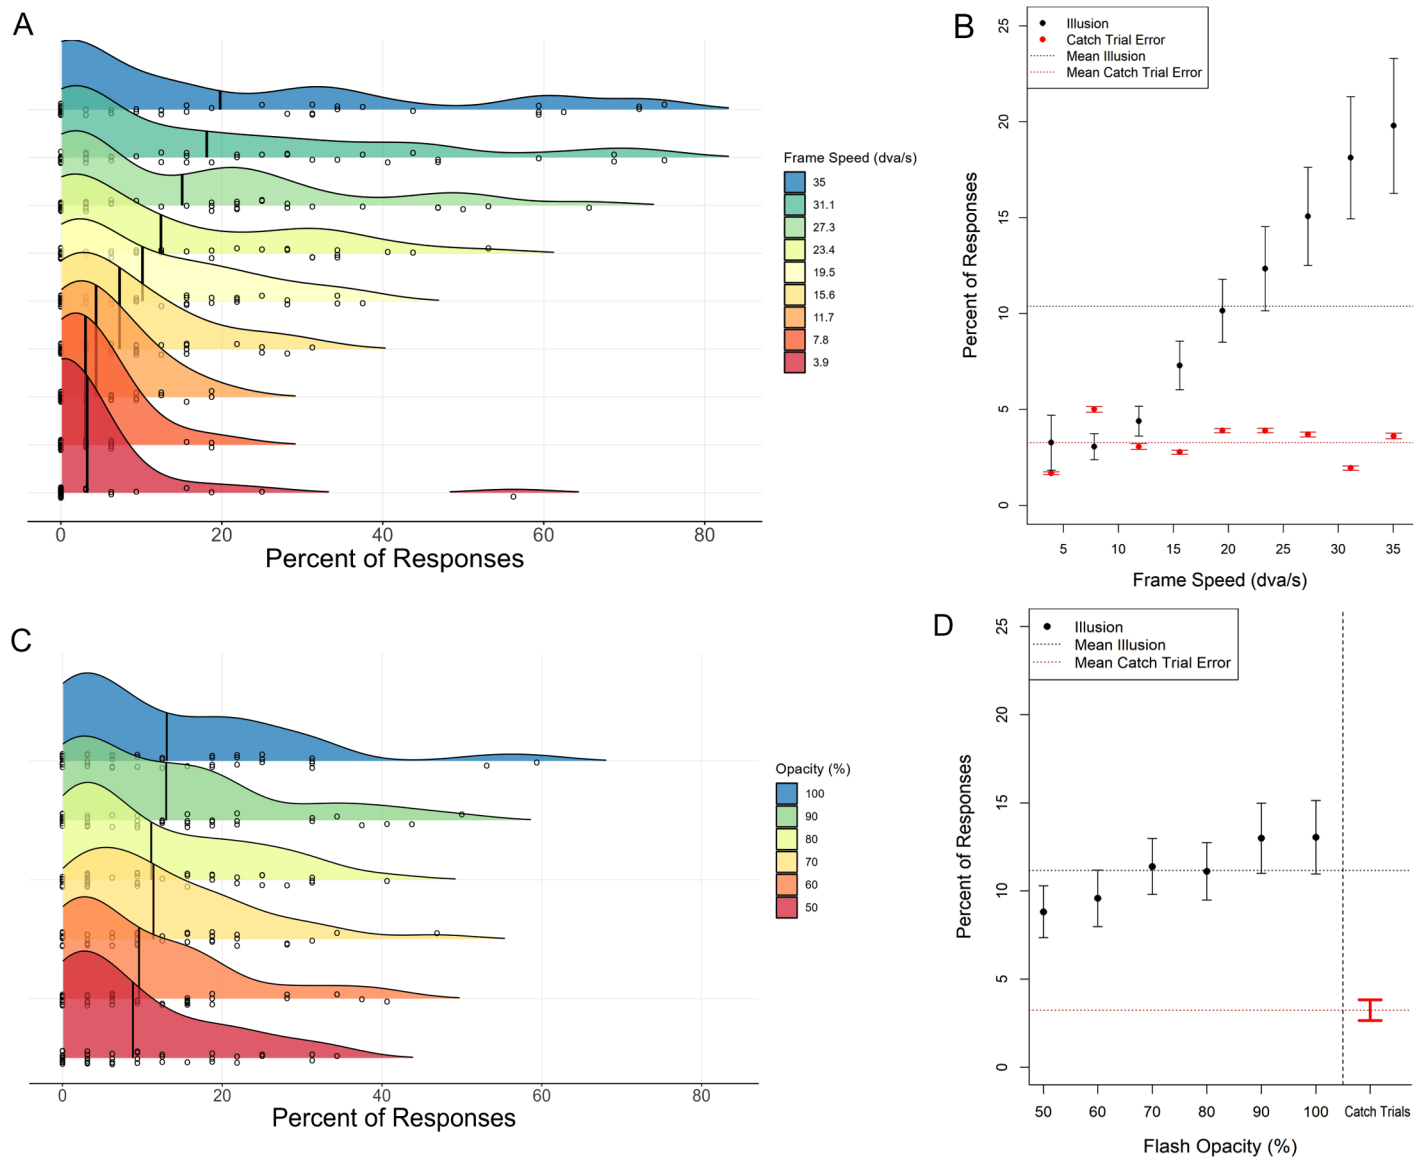 A
Frame Speed (dva/s)
35
31.1
27.3
23.4
19.5
15.6
11.7
7.8
3.9
0 20 40 60 80
Percent of Responses
B
Illusion
Catch Trial Error
Mean Illusion
Mean Catch Trial Error
25
20
15
10
5
0
Percent of Responses
5 10 15 20 25 30 35
Frame Speed (dva/s)
C
Opacity (%)
100
90
80
70
60
50
0 20 40 60 80
Percent of Responses
D
Illusion
Mean Illusion
Mean Catch Trial Error
25
20
15
10
5
0
Percent of Responses
50 60 70 80 90 100 Catch Trials
Flash Opacity (%)